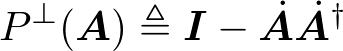 P^⊥(A) ≜ I − ȦȦ^†